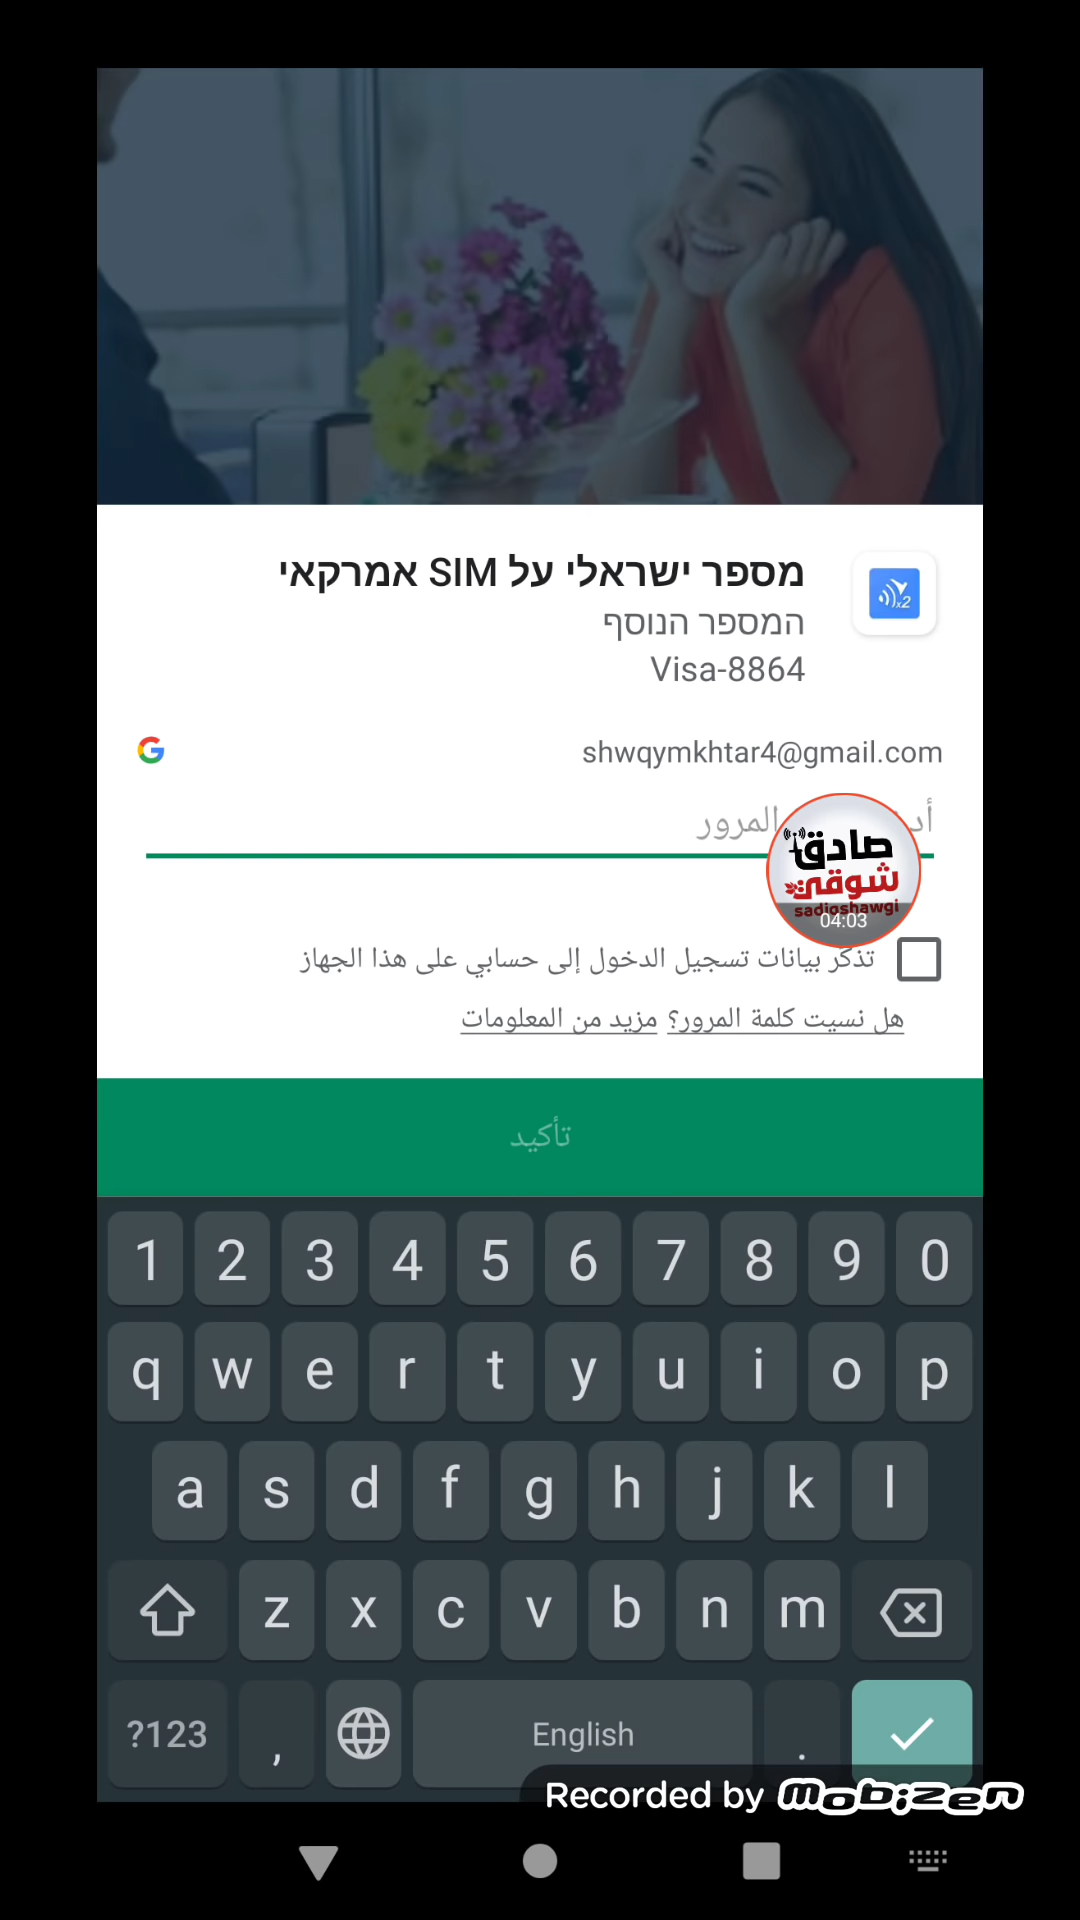 מספר ישראלי על SIM אמרקאי
המספר הנוסף
Visa-8864
x2
shwqymkhtar4@gmail.com
المرور
صادق
شوقي
sadiqshawgi
04:03
تذكر بيانات تسجيل الدخول إلى حسابي على هذا الجهاز
هل نسيت كلمة المرور؟ مزيد من المعلومات
تأكيد
1 2 3 4 5 6 7 8 9 0
q w e r t y u i o p
a s d f g h j k l
z x c v b n m
?123 , English .
Recorded by mobizen